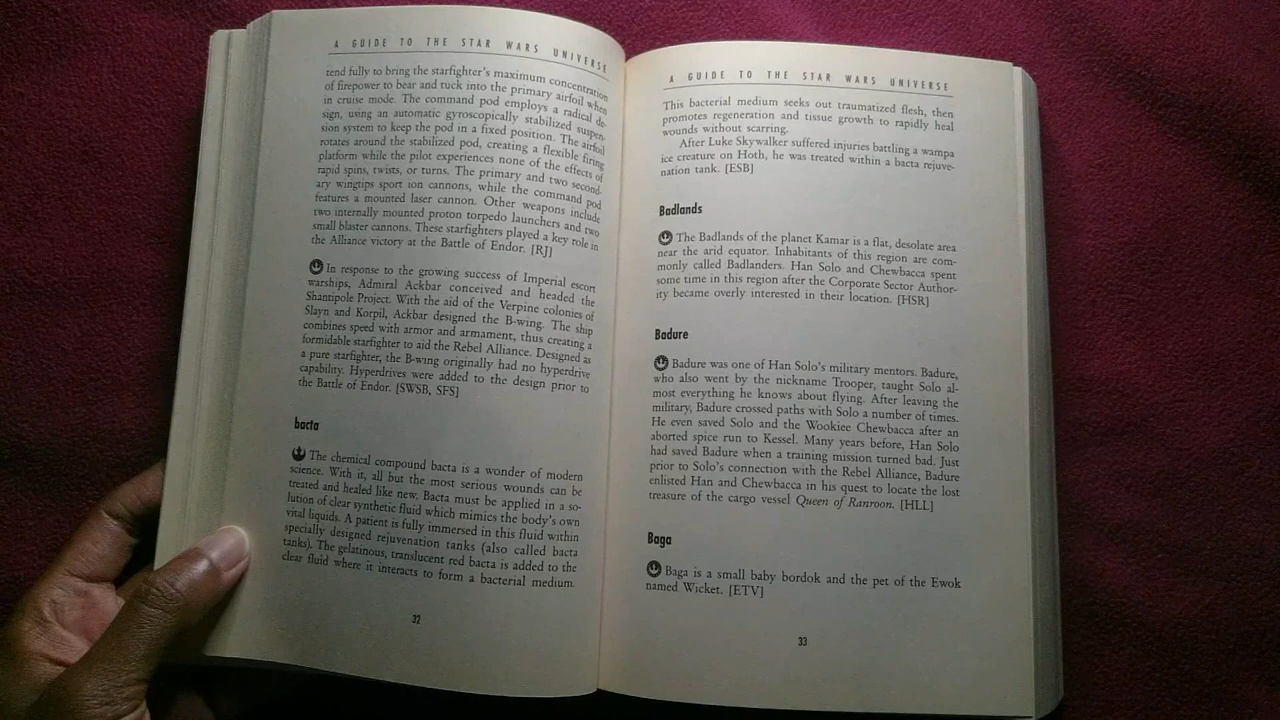 A GUIDE TO THE STAR WARS UNIVERSE
tend fully to bring the starfighter's maximum concentration
of firepower to bear and tuck into the primary airfoil when
in cruise mode. The command pod employs a radical de-
sign, using an automatic gyroscopically stabilized suspen-
sion system to keep the pod in a fixed position. The airfoil
rotates around the stabilized pod, creating a flexible firing
platform while the pilot experiences none of the effects of
rapid spins, twists, or turns. The primary and two second-
ary wingtips sport ion cannons, while the command pod
features a mounted laser cannon. Other weapons include
two internally mounted proton torpedo launchers and two
small blaster cannons. These starfighters played a key role in
the Alliance victory at the Battle of Endor. [RJ]
In response to the growing success of Imperial escort
warships, Admiral Ackbar conceived and headed the
Shantipole Project. With the aid of the Verpine colonies of
Slayn and Korpil, Ackbar designed the B-wing. The ship
combines speed with armor and armament, thus creating a
formidable starfighter to aid the Rebel Alliance. Designed as
a pure starfighter, the B-wing originally had no hyperdrive
capability. Hyperdrives were added to the design prior to
the Battle of Endor. [SWSB, SFS]
bacta
The chemical compound bacta is a wonder of modern
science. With it, all but the most serious wounds can be
treated and healed like new. Bacta must be applied in a so-
lution of clear synthetic fluid which mimics the body's own
vital liquids. A patient is fully immersed in this fluid within
specially designed rejuvenation tanks (also called bacta
tanks). The gelatinous, translucent red bacta is added to the
clear fluid where it interacts to form a bacterial medium.
32
A GUIDE TO THE STAR WARS UNIVERSE
This bacterial medium seeks out traumatized flesh, then
promotes regeneration and tissue growth to rapidly heal
wounds without scarring.
After Luke Skywalker suffered injuries battling a wampa
ice creature on Hoth, he was treated within a bacta rejuve-
nation tank. [ESB]
Badlands
The Badlands of the planet Kamar is a flat, desolate area
near the arid equator. Inhabitants of this region are com-
monly called Badlanders. Han Solo and Chewbacca spent
some time in this region after the Corporate Sector Author-
ity became overly interested in their location. [HSR]
Badure
Badure was one of Han Solo's military mentors. Badure,
who also went by the nickname Trooper, taught Solo al-
most everything he knows about flying. After leaving the
military, Badure crossed paths with Solo a number of times.
He even saved Solo and the Wookiee Chewbacca after an
aborted spice run to Kessel. Many years before, Han Solo
had saved Badure when a training mission turned bad. Just
prior to Solo's connection with the Rebel Alliance, Badure
enlisted Han and Chewbacca in his quest to locate the lost
treasure of the cargo vessel Queen of Ranroon. [HLL]
Baga
Baga is a small baby bordok and the pet of the Ewok
named Wicket. [ETV]
33